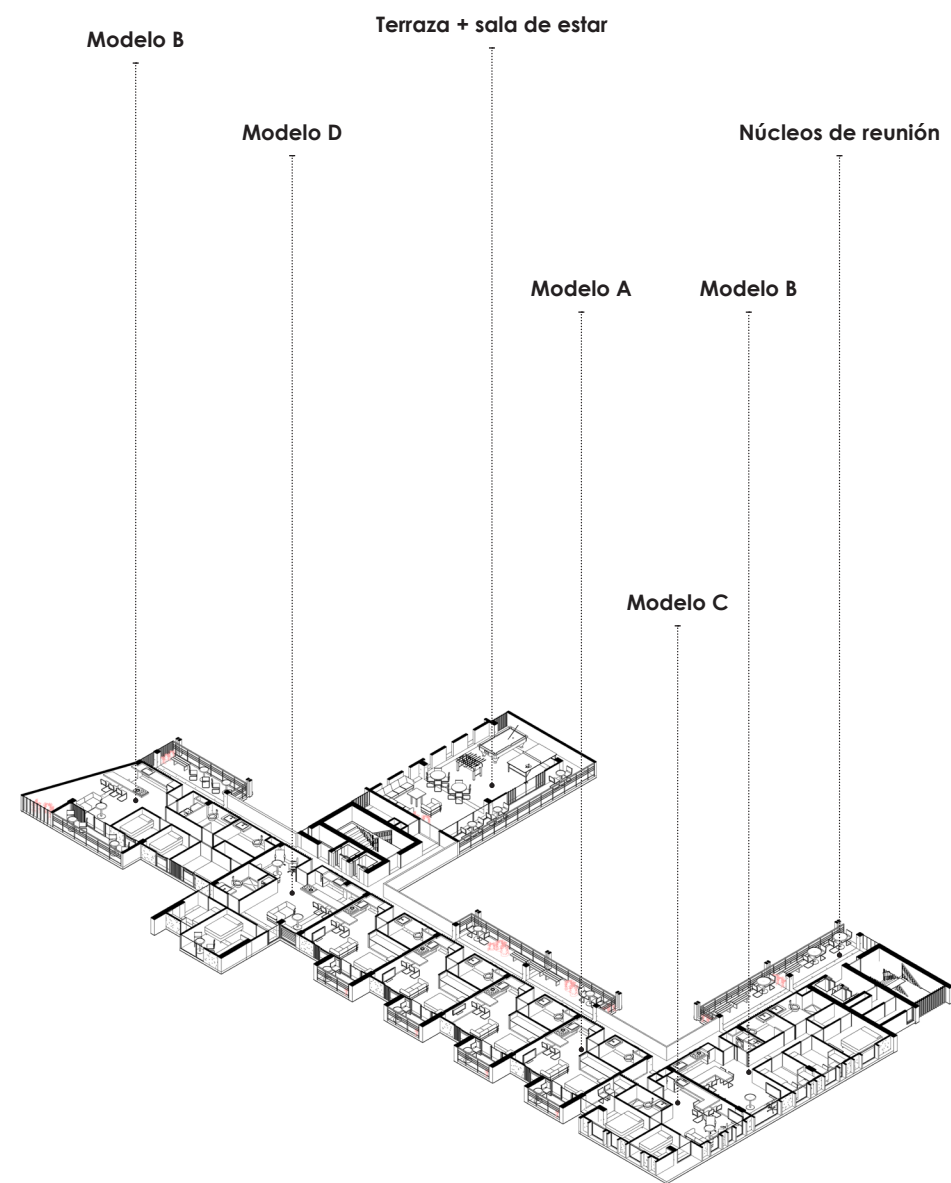 Terraza + sala de estar
Modelo B
Modelo D
Núcleos de reunión
Modelo A
Modelo B
Modelo C